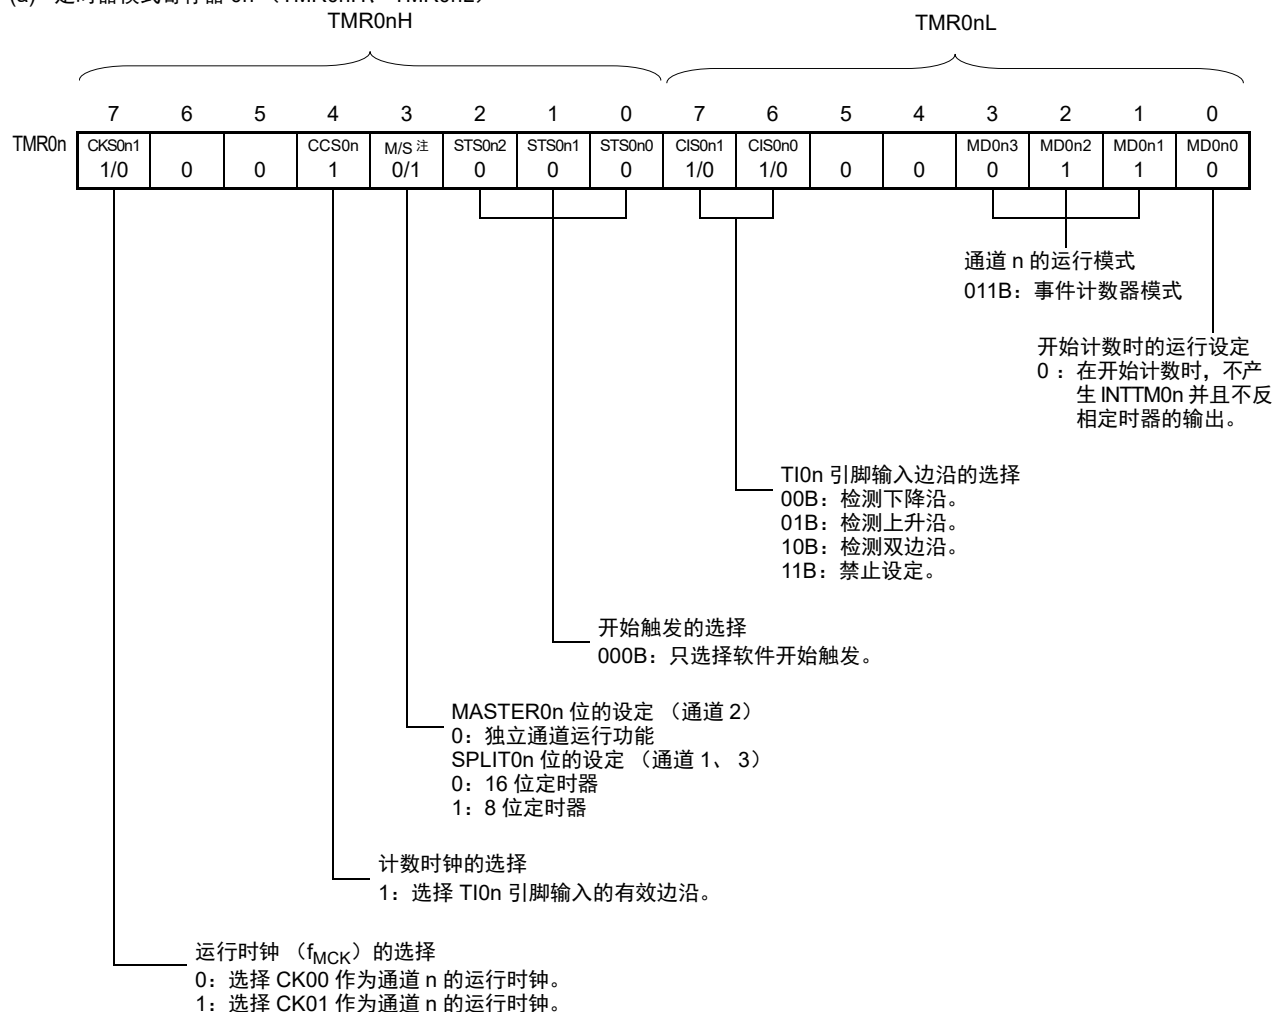 (a) 定时器模式寄存器 0n （TMR0nH、 TMR0nL）
TMR0nH TMR0nL
7 6 5 4 3 2 1 0 7 6 5 4 3 2 1 0
TMR0n CKS0n1 CCS0n M/S 注 STS0n2 STS0n1 STS0n0 CIS0n1 CIS0n0 MD0n3 MD0n2 MD0n1 MD0n0
1/0 0 0 1 0/1 0 0 0 1/0 1/0 0 0 0 1 1 0
通道 n 的运行模式
011B：事件计数器模式
开始计数时的运行设定
0 ：在开始计数时，不产
生 INTTM0n 并且不反
相定时器的输出。
TI0n 引脚输入边沿的选择
00B：检测下降沿。
01B：检测上升沿。
10B：检测双边沿。
11B：禁止设定。
开始触发的选择
000B：只选择软件开始触发。
MASTER0n 位的设定 （通道 2）
0：独立通道运行功能
SPLIT0n 位的设定 （通道 1、 3）
0：16 位定时器
1：8 位定时器
计数时钟的选择
1：选择 TI0n 引脚输入的有效边沿。
运行时钟 （fMCK）的选择
0：选择 CK00 作为通道 n 的运行时钟。
1：选择 CK01 作为通道 n 的运行时钟。